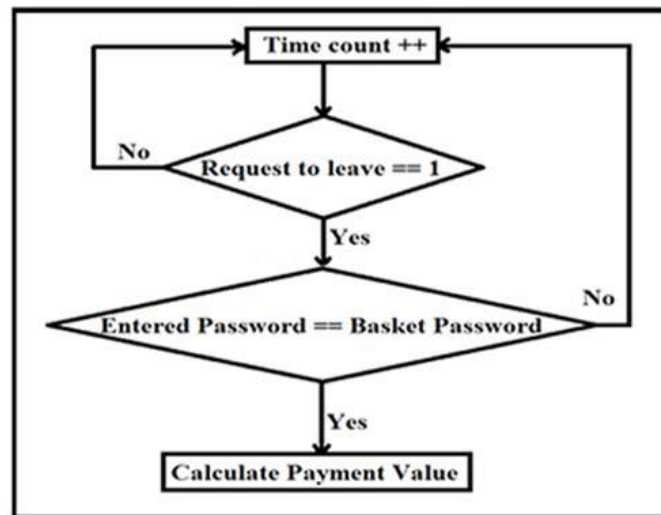 Time count ++
No
Request to leave == 1
Yes
No
Entered Password == Basket Password
Yes
Calculate Payment Value